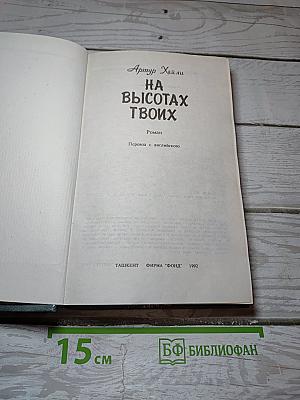 Артур Хейли
НА
ВЫСОТАХ
ТВОИХ
Роман
Перевод с английского
ТАШКЕНТ ФИРМА "ФОНД" 1992
15 см
БФ БИБЛИОФАН